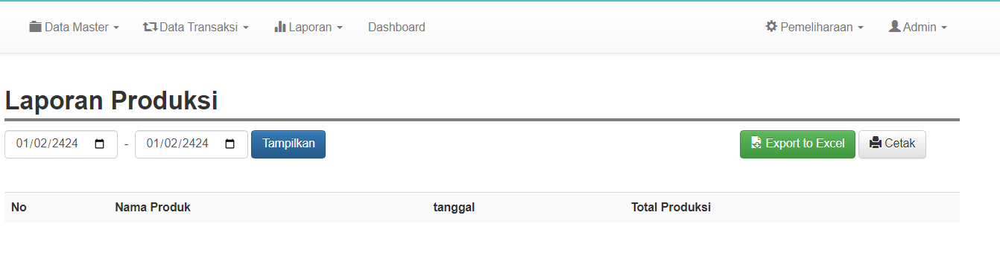 Data Master Data Transaksi Laporan Dashboard Pemeliharaan Admin
Laporan Produksi
01/02/2424 - 01/02/2424 Tampilkan Export to Excel Cetak
No Nama Produk tanggal Total Produksi